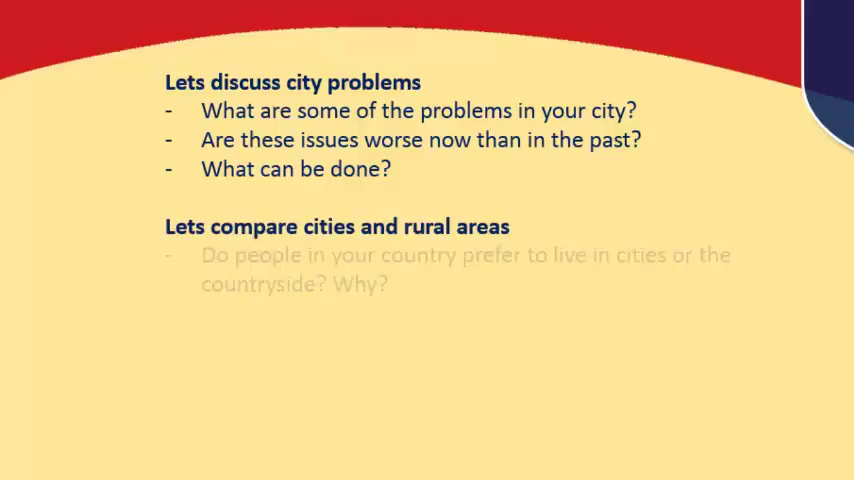 Lets discuss city problems
- What are some of the problems in your city?
- Are these issues worse now than in the past?
- What can be done?
Lets compare cities and rural areas
- Do people in your country prefer to live in cities or the
countryside? Why?